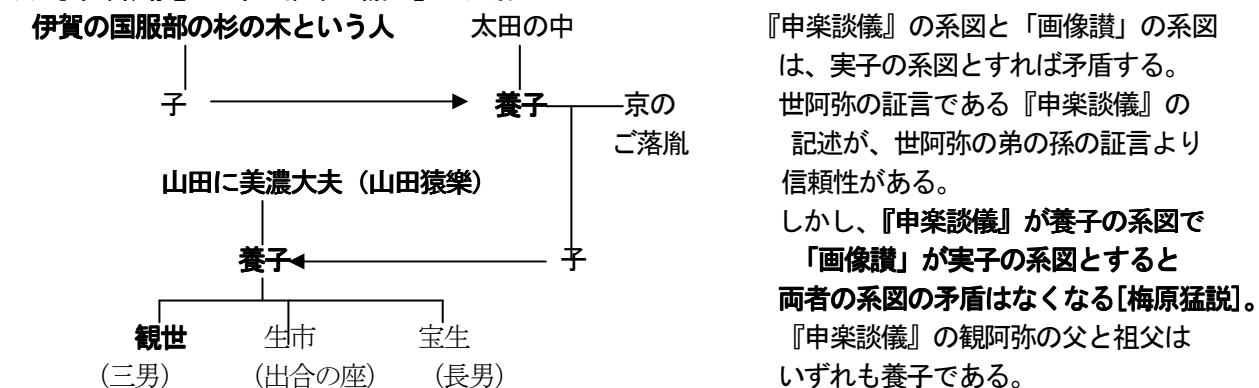 伊賀の国服部の杉の木という人
太田の中
子
養子
京の
ご落胤
山田に美濃大夫（山田猿樂）
養子
子
観世
生市
宝生
（三男）
（出合の座）
（長男）
『申楽談儀』の系図と「画像讃」の系図
は、実子の系図とすれば矛盾する。
世阿弥の証言である『申楽談儀』の
記述が、世阿弥の弟の孫の証言より
信頼性がある。
しかし、『申楽談儀』が養子の系図で
「画像讃」が実子の系図とすると
両者の系図の矛盾はなくなる[梅原猛説]。
『申楽談儀』の観阿弥の父と祖父は
いずれも養子である。